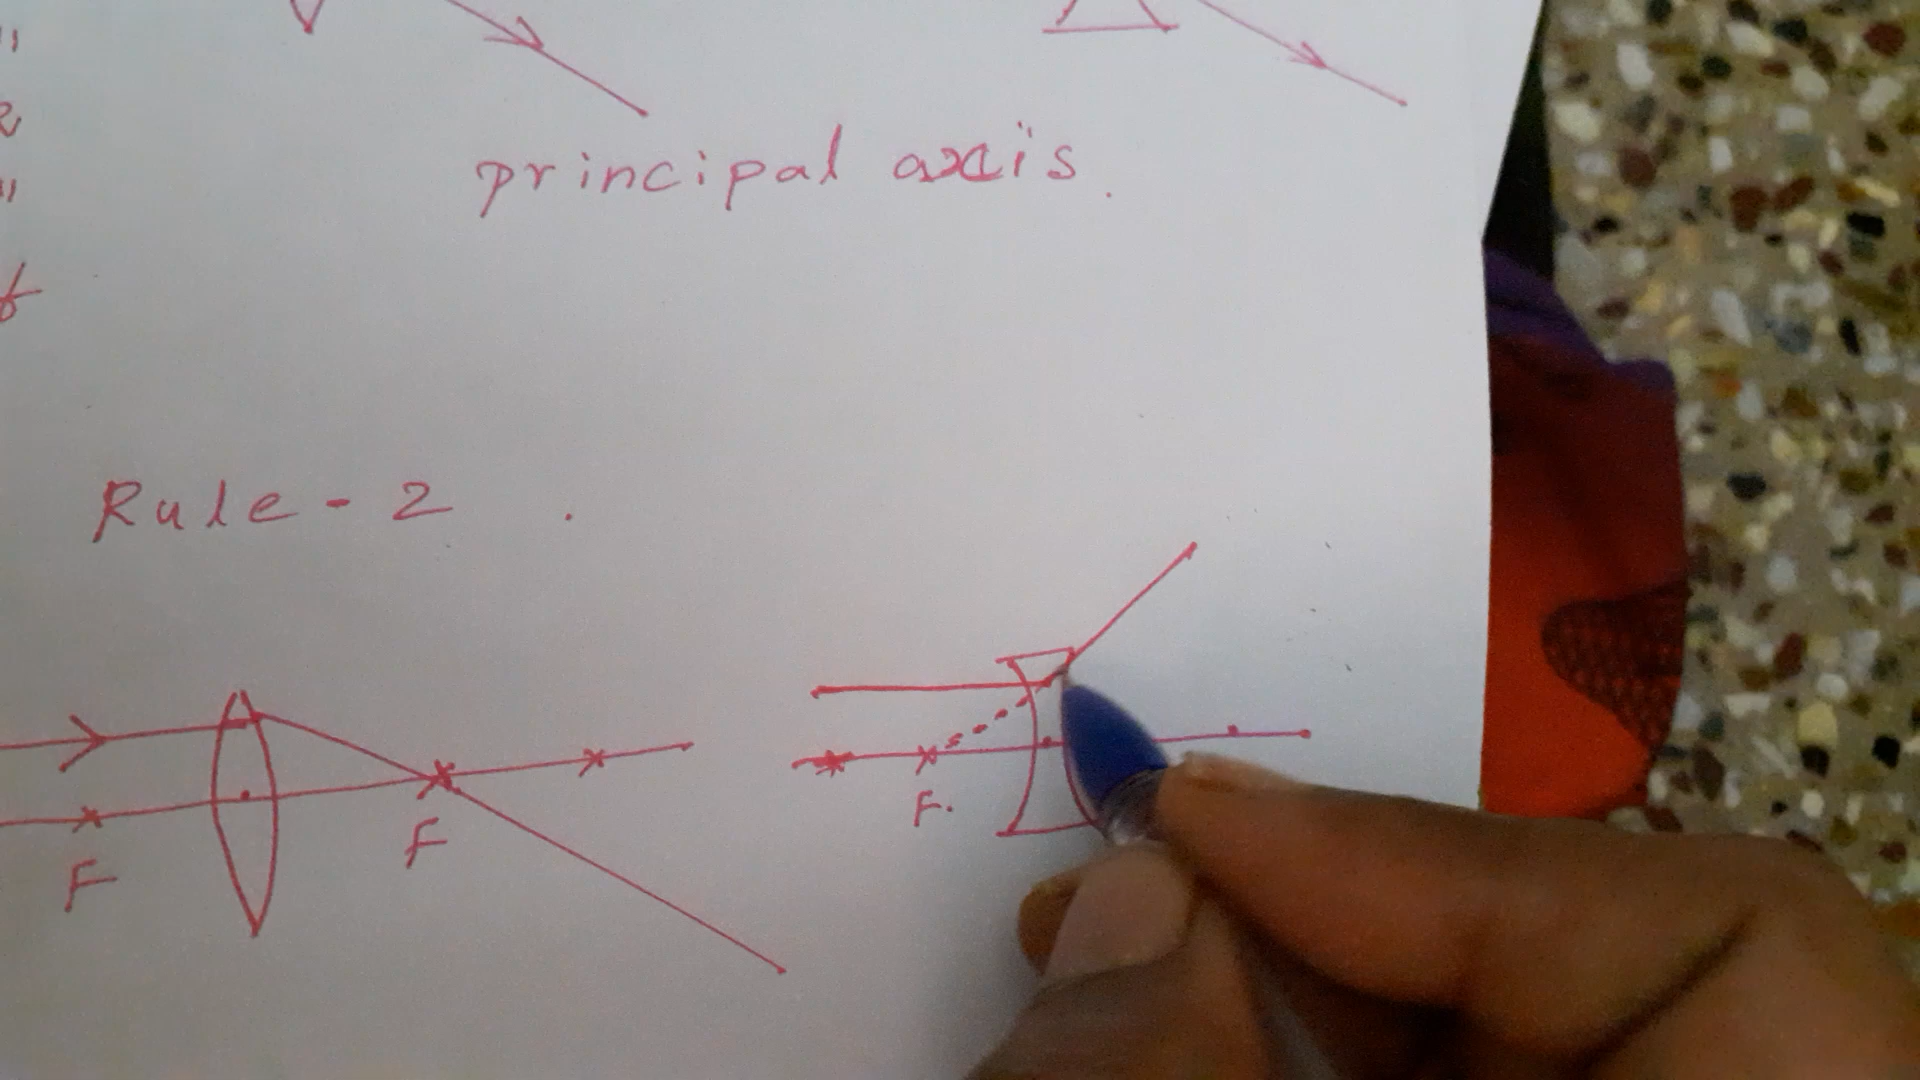 principal axis.
Rule - 2 .
F F F.